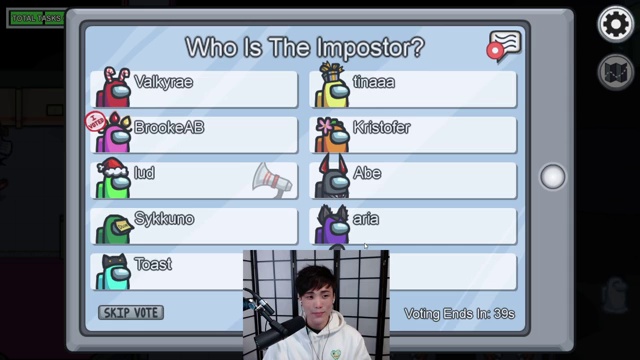 TOTAL TASKS
Who Is The Impostor?
Valkyrae
tinaaa
I VOTED
BrookeAB
Kristofer
lud
Abe
Sykkuno
aria
Toast
SKIP VOTE
Voting Ends In: 39s